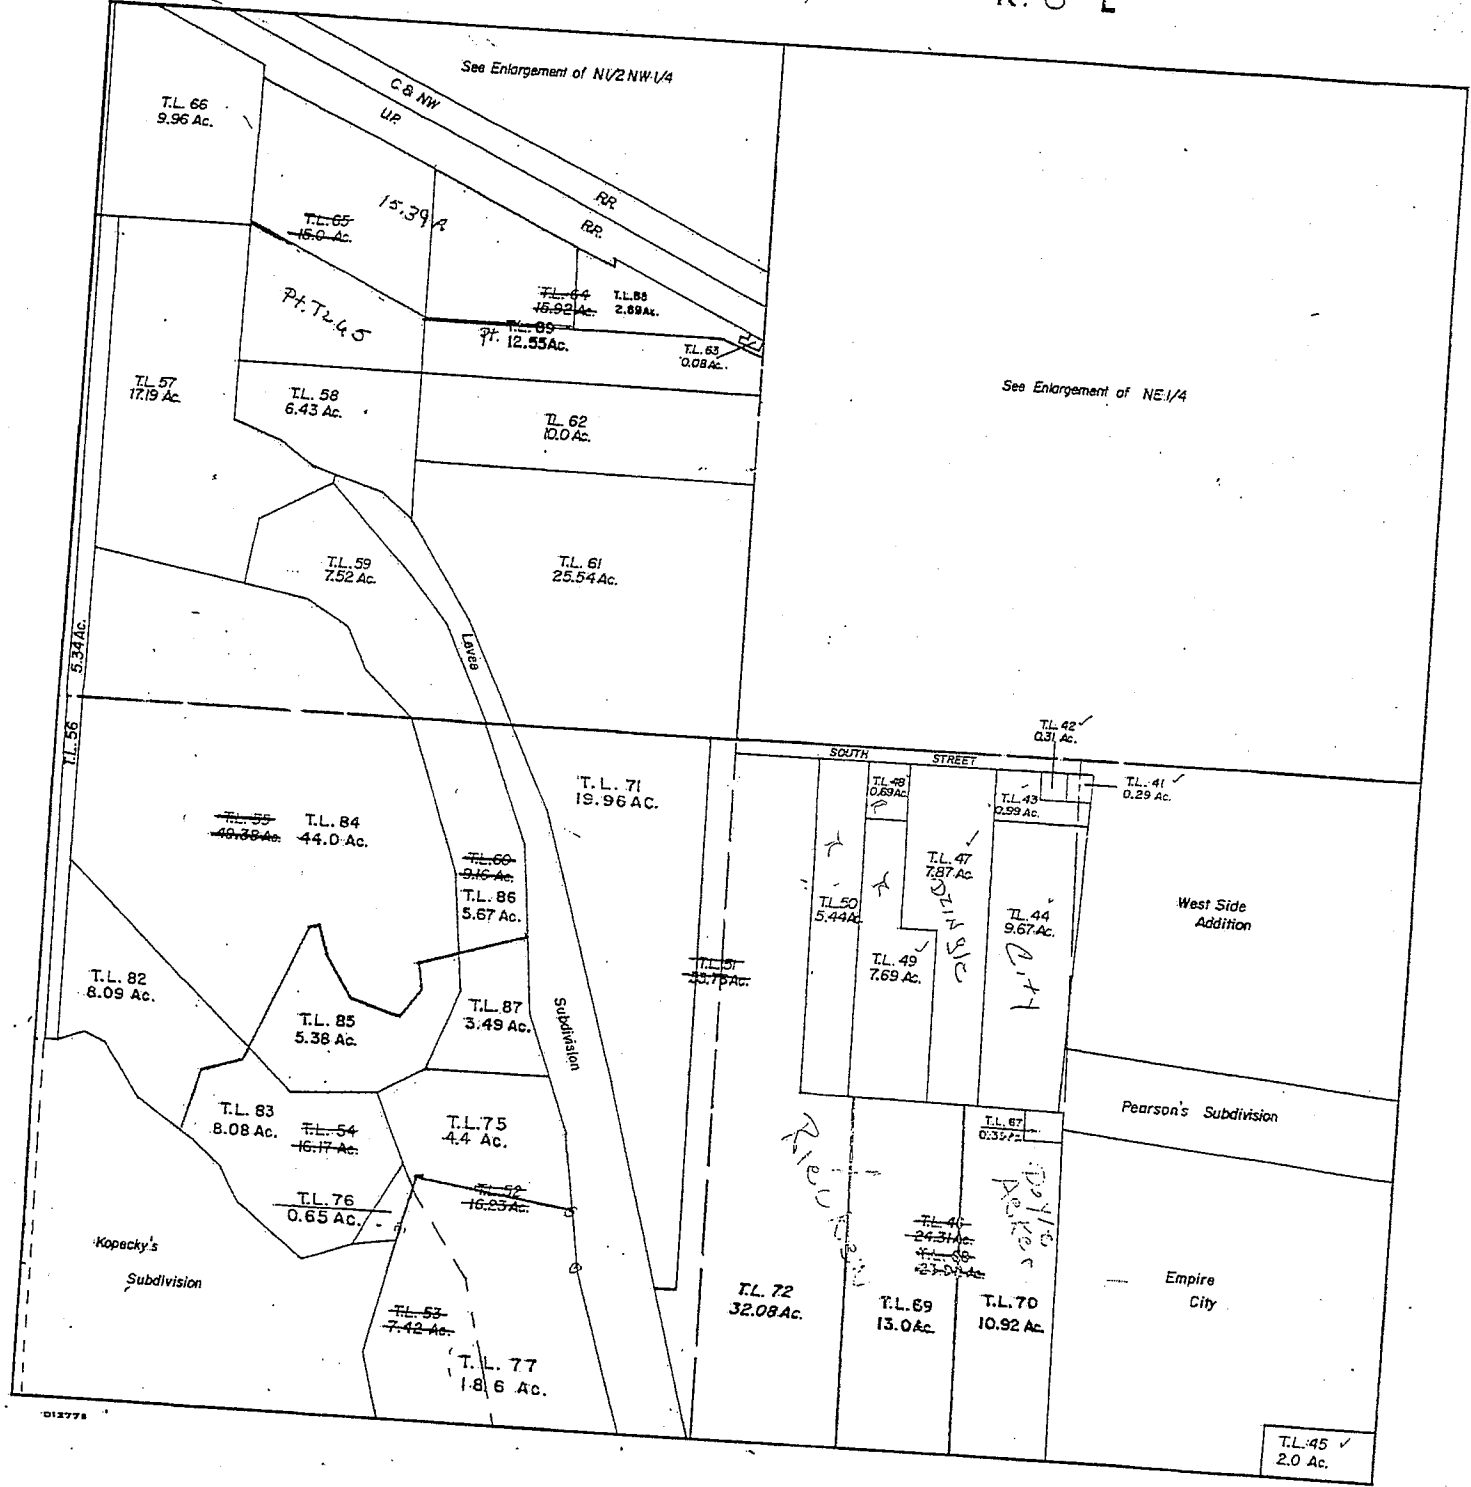 See Enlargement of N1/2 NW 1/4
C & NW
U.P.
RR.
RR.
T.L. 66
9.96 Ac.
T.L. 65
15.0 Ac.
15.39 A
T.L. 64
15.92 Ac.
T.L. 88
2.89 Ac.
Pt. T.L. 89
12.55 Ac.
T.L. 63
0.08 Ac.
T.L. 57
17.19 Ac.
T.L. 58
6.43 Ac.
T.L. 62
10.0 Ac.
See Enlargement of NE 1/4
T.L. 59
7.52 Ac.
T.L. 61
25.54 Ac.
Levee
5.34 Ac.
T.L. 56
T.L. 42
0.31 Ac.
SOUTH STREET
T.L. 41
0.29 Ac.
T.L. 71
19.96 AC.
T.L. 48
0.69 Ac.
T.L. 43
0.99 Ac.
T.L. 55
49.38 Ac.
T.L. 84
44.0 Ac.
T.L. 60
9.16 Ac.
T.L. 86
5.67 Ac.
T.L. 47
7.87 Ac.
T.L. 50
5.44 Ac.
T.L. 44
9.67 Ac.
City
West Side
Addition
T.L. 51
T.L. 49
7.69 Ac.
T.L. 82
8.09 Ac.
T.L. 85
5.38 Ac.
T.L. 87
3.49 Ac.
Subdivision
T.L. 83
8.08 Ac.
T.L. 54
16.17 Ac.
T.L. 75
4.4 Ac.
Pearson's Subdivision
T.L. 67
T.L. 76
0.65 Ac.
T.L. 52
16.23 Ac.
Doyle
T.L. 46
24.31 Ac.
Kopecky's
Subdivision
T.L. 72
32.08 Ac.
T.L. 69
13.0 Ac.
T.L. 70
10.92 Ac.
Empire
City
T.L. 53
7.42 Ac.
T.L. 77
18.6 Ac.
T.L. 45
2.0 Ac.